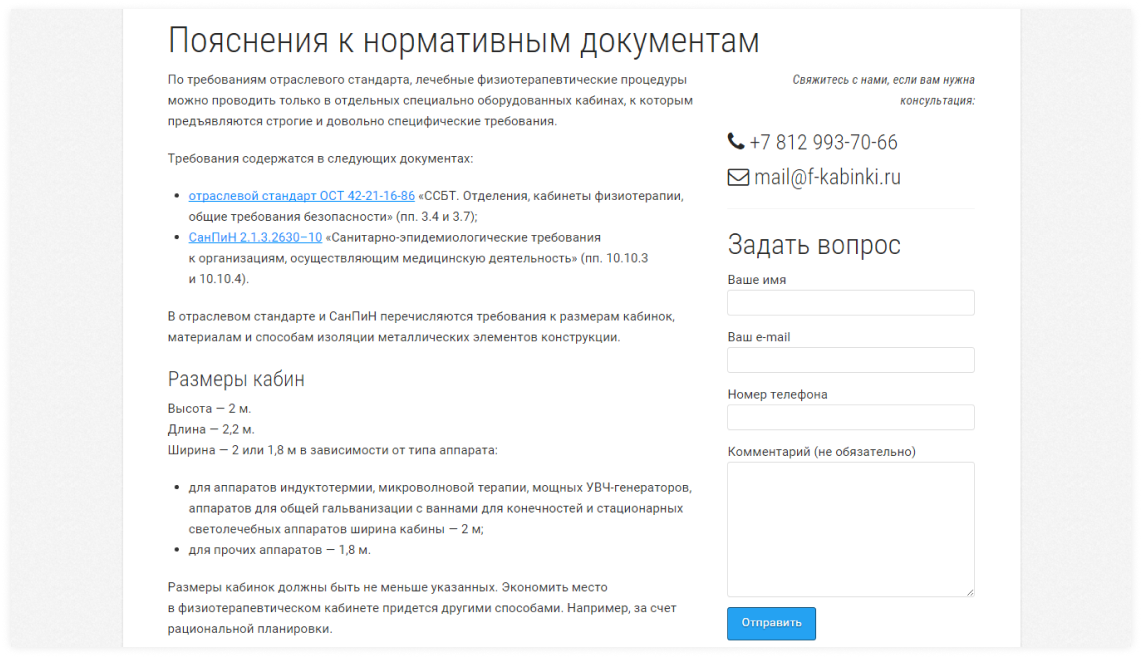 Пояснения к нормативным документам
По требованиям отраслевого стандарта, лечебные физиотерапевтические процедуры
можно проводить только в отдельных специально оборудованных кабинах, к которым
предъявляются строгие и довольно специфические требования.
Требования содержатся в следующих документах:
• отраслевой стандарт ОСТ 42-21-16-86 «ССБТ. Отделения, кабинеты физиотерапии,
общие требования безопасности» (пп. 3.4 и 3.7);
• СанПиН 2.1.3.2630–10 «Санитарно-эпидемиологические требования
к организациям, осуществляющим медицинскую деятельность» (пп. 10.10.3
и 10.10.4).
В отраслевом стандарте и СанПиН перечисляются требования к размерам кабинок,
материалам и способам изоляции металлических элементов конструкции.
Размеры кабин
Высота — 2 м.
Длина — 2,2 м.
Ширина — 2 или 1,8 м в зависимости от типа аппарата:
• для аппаратов индуктотермии, микроволновой терапии, мощных УВЧ-генераторов,
аппаратов для общей гальванизации с ваннами для конечностей и стационарных
светолечебных аппаратов ширина кабины — 2 м;
• для прочих аппаратов — 1,8 м.
Размеры кабинок должны быть не меньше указанных. Экономить место
в физиотерапевтическом кабинете придется другими способами. Например, за счет
рациональной планировки.
Свяжитесь с нами, если вам нужна
консультация:
+7 812 993-70-66
mail@f-kabinki.ru
Задать вопрос
Ваше имя
Ваш e-mail
Номер телефона
Комментарий (не обязательно)
Отправить